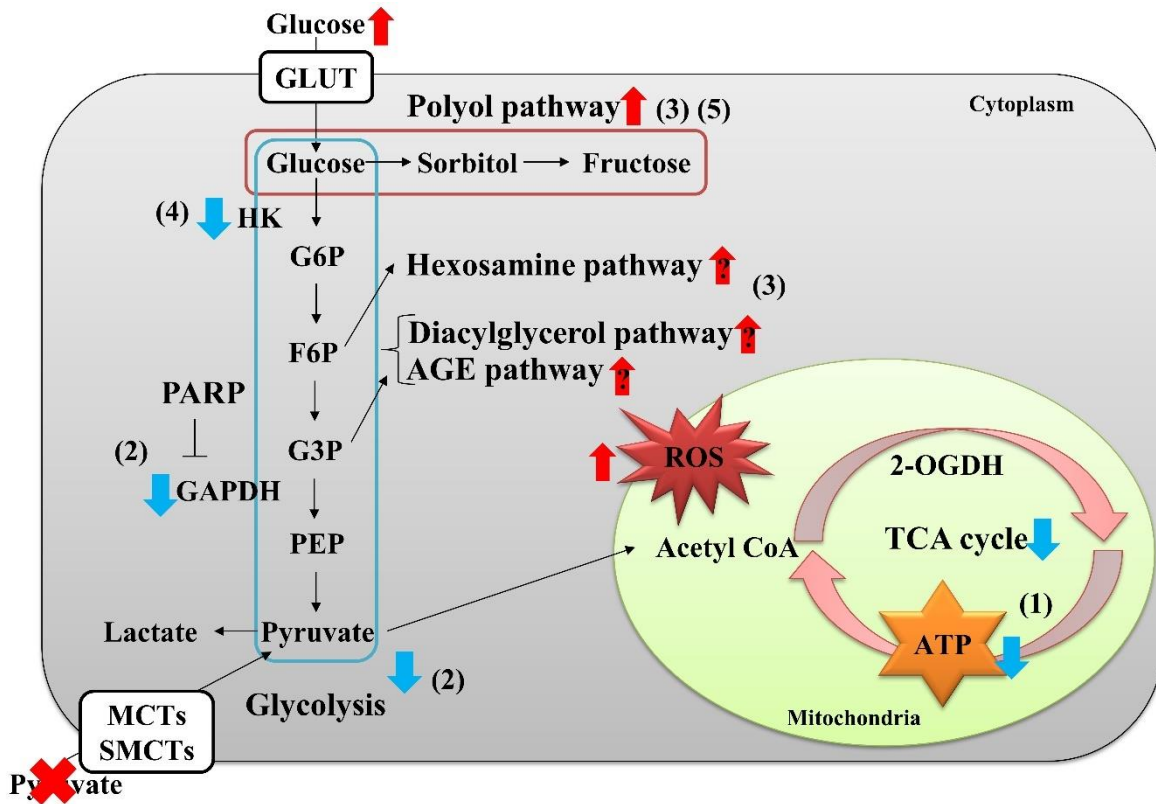 Glucose
GLUT
Cytoplasm
Polyol pathway (3) (5)
Glucose Sorbitol Fructose
(4) HK
G6P
Hexosamine pathway ?
(3)
F6P
Diacylglycerol pathway ?
AGE pathway ?
PARP
(2)
GAPDH
G3P
ROS
2-OGDH
PEP
Acetyl CoA
TCA cycle
(1)
ATP
Lactate
Pyruvate
(2)
Glycolysis
Mitochondria
MCTs
SMCTs